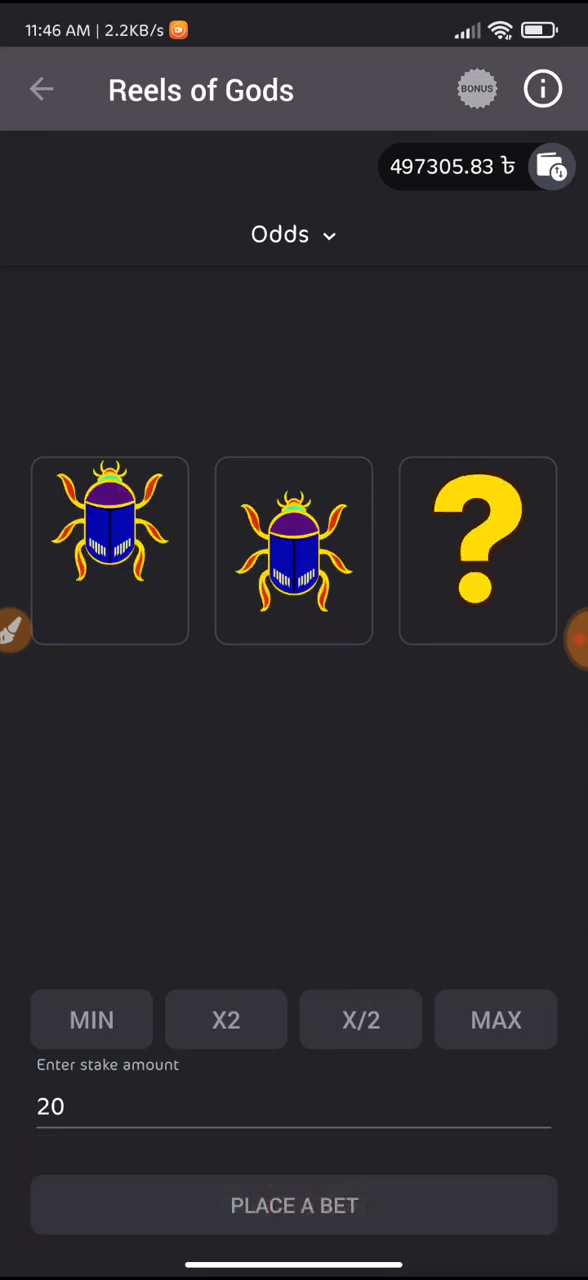 11:46 AM | 2.2KB/s
Reels of Gods
BONUS
497305.83 ৳
Odds
?
MIN
X2
X/2
MAX
Enter stake amount
20
PLACE A BET